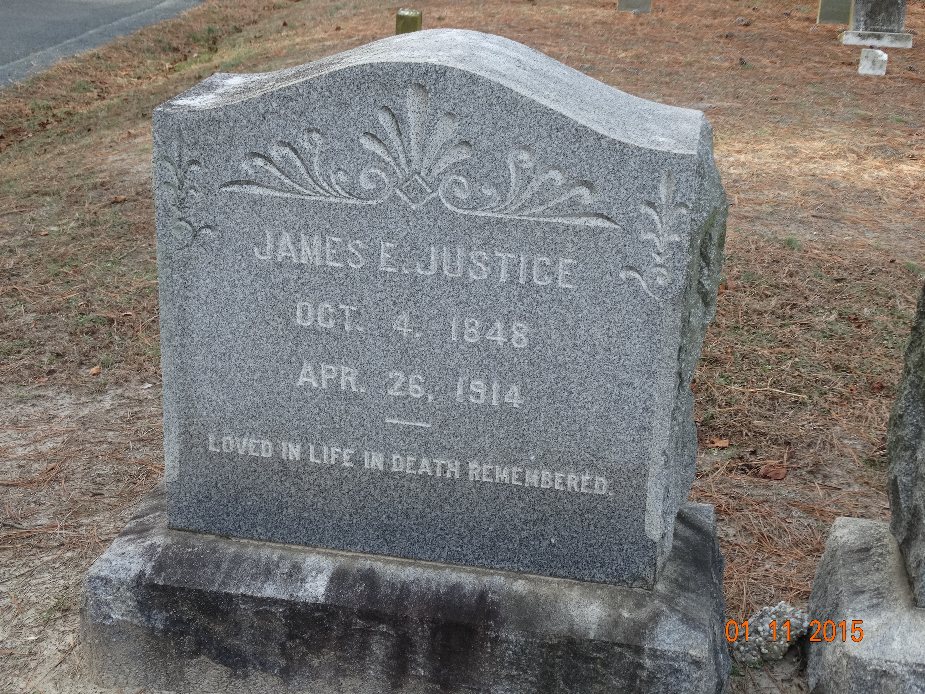 JAMES E. JUSTICE
OCT. 4, 1848
APR. 26, 1914
LOVED IN LIFE IN DEATH REMEMBERED.
01 11 2015